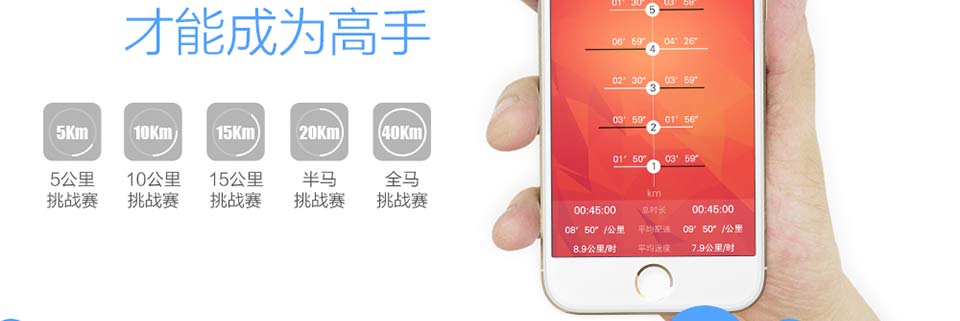 才能成为高手
5Km
10Km
15Km
20Km
40Km
5公里
挑战赛
10公里
挑战赛
15公里
挑战赛
半马
挑战赛
全马
挑战赛
01′ 30″ 5 03′ 59″
06′ 59″ 4 04′ 26″
02′ 30″ 3 03′ 59″
03′ 59″ 2 01′ 56″
01′ 50″ 1 03′ 59″
km
00:45:00 总时长 00:45:00
08′ 50″ /公里 平均配速 09′ 50″ /公里
8.9公里/时 平均速度 7.9公里/时